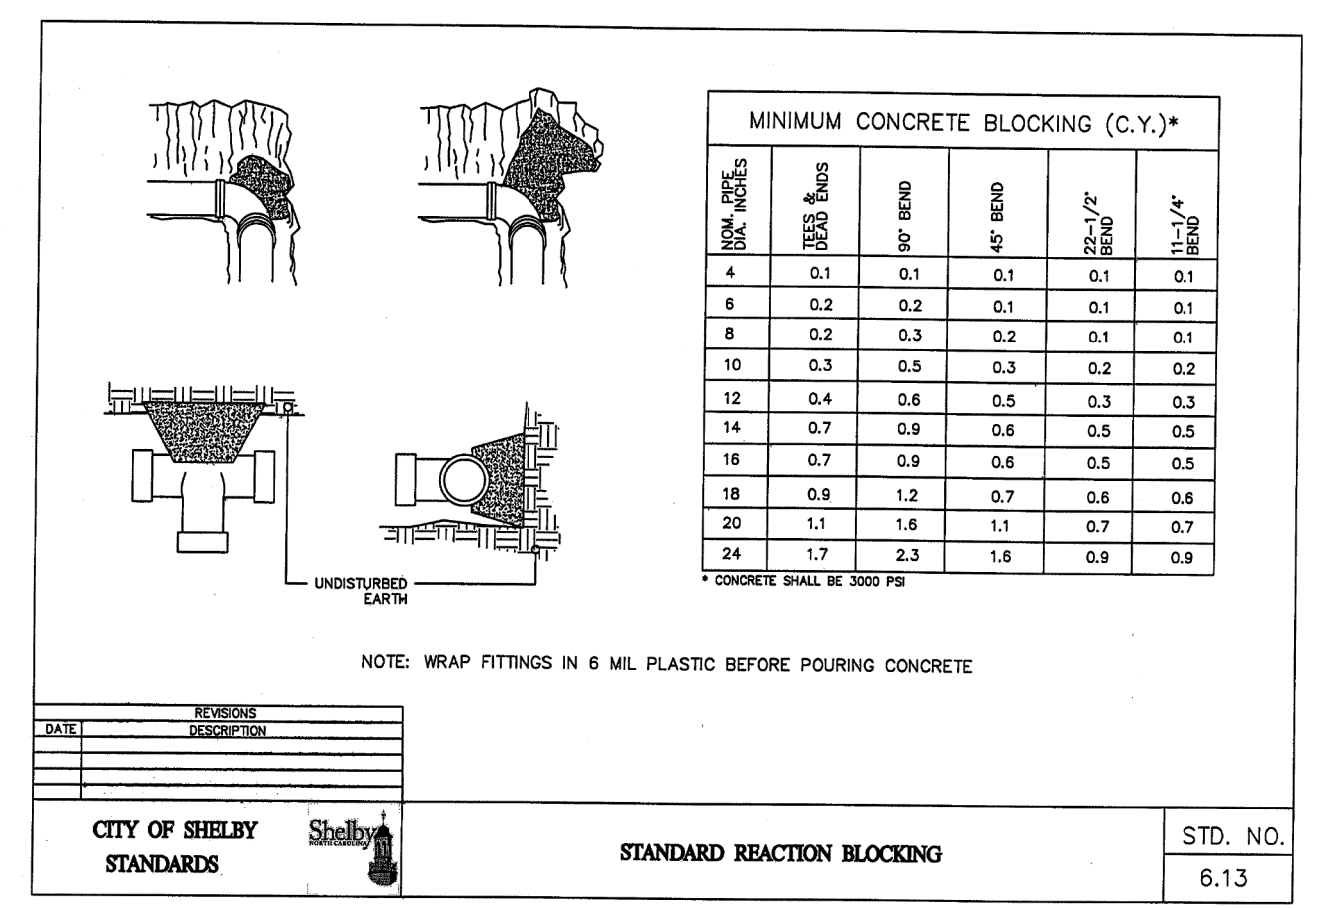 MINIMUM CONCRETE BLOCKING (C.Y.)*
NOM. PIPE DIA. INCHES TEES & DEAD ENDS 90° BEND 45° BEND 22-1/2° BEND 11-1/4° BEND
4 0.1 0.1 0.1 0.1 0.1
6 0.2 0.2 0.1 0.1 0.1
8 0.2 0.3 0.2 0.1 0.1
10 0.3 0.5 0.3 0.2 0.2
12 0.4 0.6 0.5 0.3 0.3
14 0.7 0.9 0.6 0.5 0.5
16 0.7 0.9 0.6 0.5 0.5
18 0.9 1.2 0.7 0.6 0.6
20 1.1 1.6 1.1 0.7 0.7
24 1.7 2.3 1.6 0.9 0.9
* CONCRETE SHALL BE 3000 PSI
UNDISTURBED
EARTH
NOTE: WRAP FITTINGS IN 6 MIL PLASTIC BEFORE POURING CONCRETE
REVISIONS
DATE DESCRIPTION
CITY OF SHELBY
STANDARDS
Shelby
NORTH CAROLINA
STANDARD REACTION BLOCKING
STD. NO.
6.13